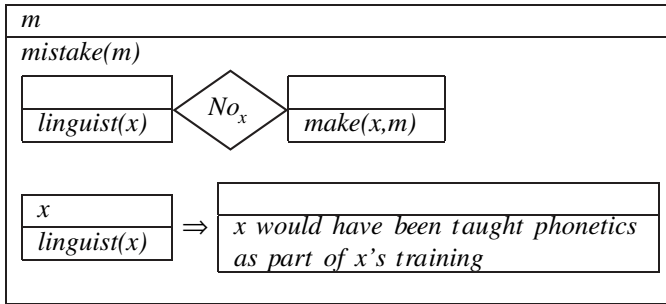 m
mistake(m)
linguist(x) No_x make(x,m)
x
linguist(x) ⇒ x would have been taught phonetics
as part of x's training